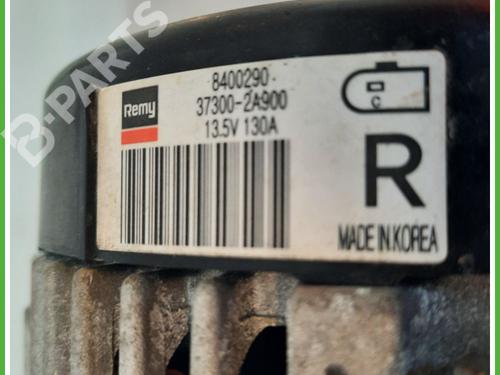 B-PARTS
Remy
8400290
37300-2A900
13.5V 130A
C
R
MADE IN KOREA